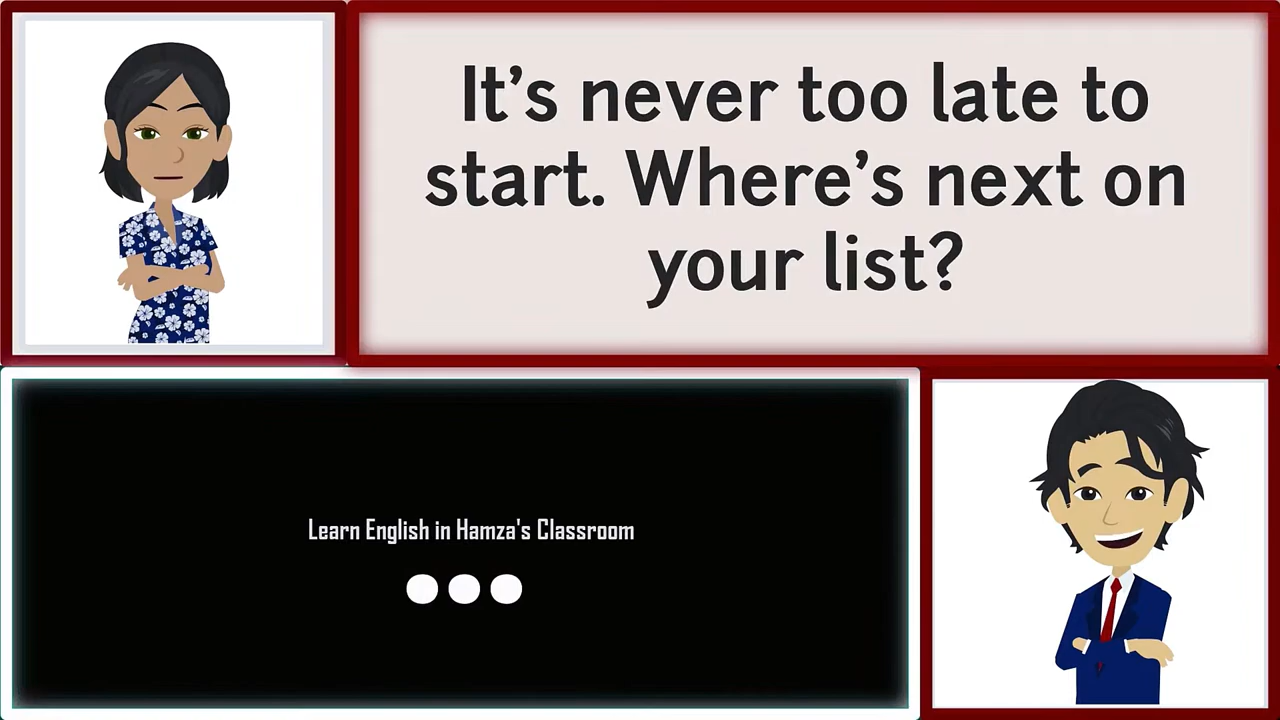 It's never too late to
start. Where's next on
your list?
Learn English in Hamza's Classroom